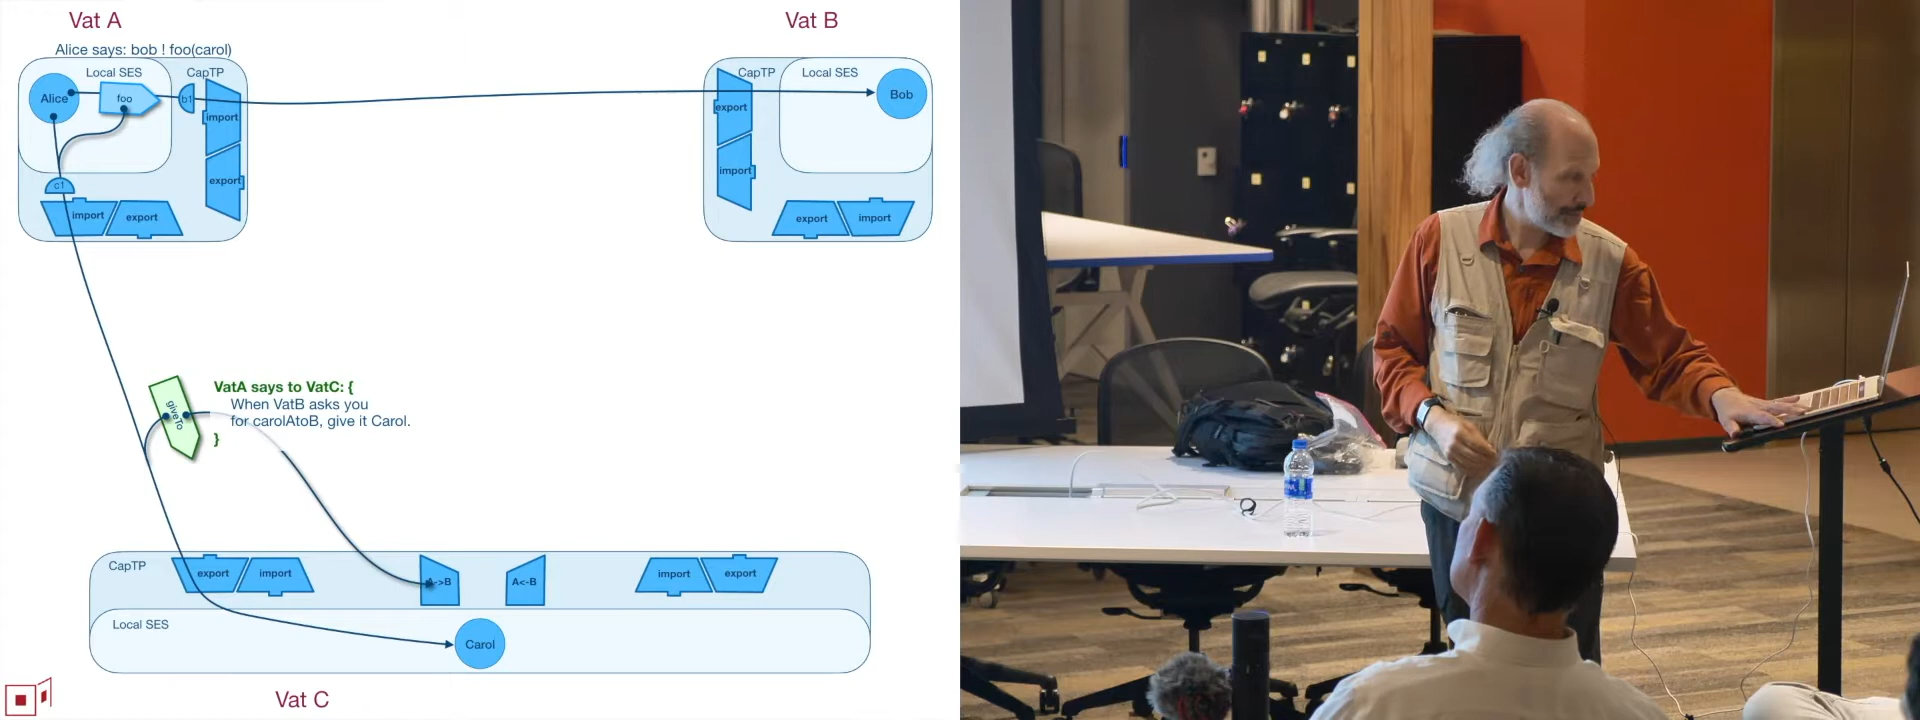 Vat A
Vat B
Alice says: bob ! foo(carol)
Local SES
CapTP
Alice
foo
b1
import
export
c1
import
export
CapTP
Local SES
export
Bob
import
export
import
giveTo
VatA says to VatC: {
When VatB asks you
for carolAtoB, give it Carol.
}
CapTP
export
import
A->B
A<-B
import
export
Local SES
Carol
Vat C